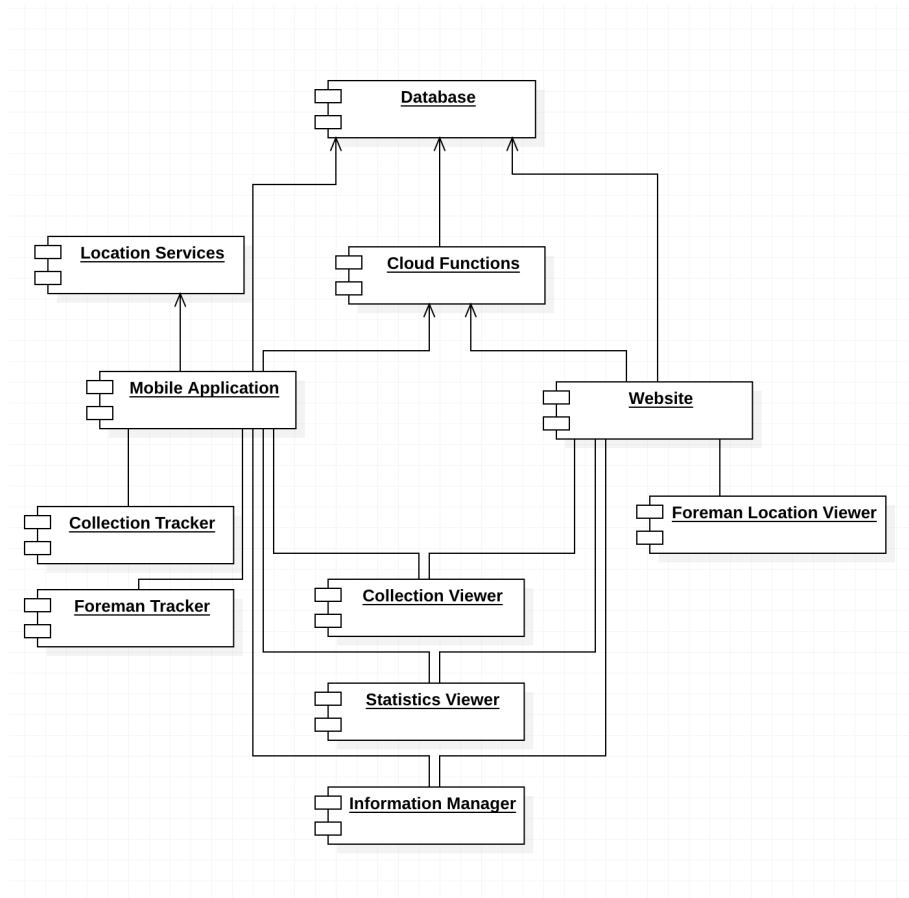 Database
Location Services
Cloud Functions
Mobile Application
Website
Collection Tracker
Foreman Location Viewer
Foreman Tracker
Collection Viewer
Statistics Viewer
Information Manager